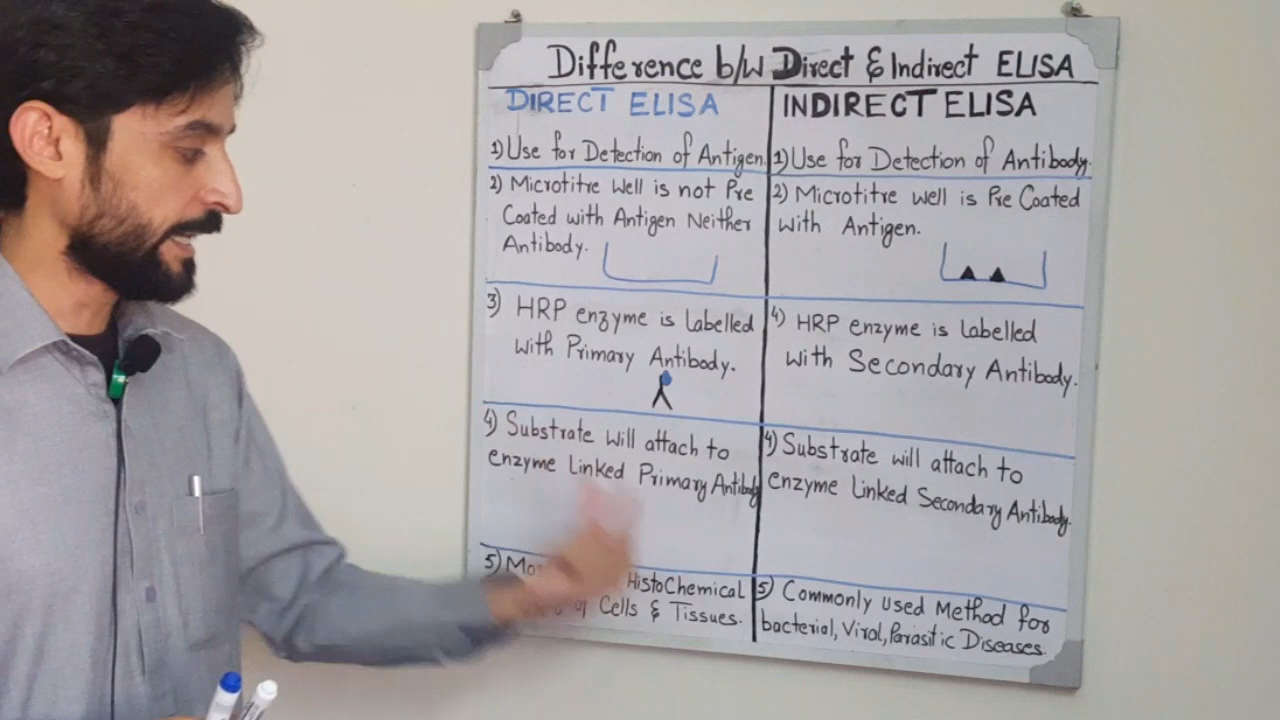 Difference b/w Direct & Indirect ELISA
DIRECT ELISA
1) Use for Detection of Antigen.
2) Microtitre Well is not Pre
Coated with Antigen Neither
Antibody.
3) HRP enzyme is Labelled
with Primary Antibody.
4) Substrate will attach to
enzyme Linked Primary Antibody
5) HistoChemical
of Cells & Tissues.
INDIRECT ELISA
1) Use for Detection of Antibody.
2) Microtitre well is Pre Coated
With Antigen.
4) HRP enzyme is Labelled
with Secondary Antibody.
4) Substrate will attach to
enzyme Linked Secondary Antibody.
5) Commonly Used Method for
bacterial, Viral, Parasitic Diseases.